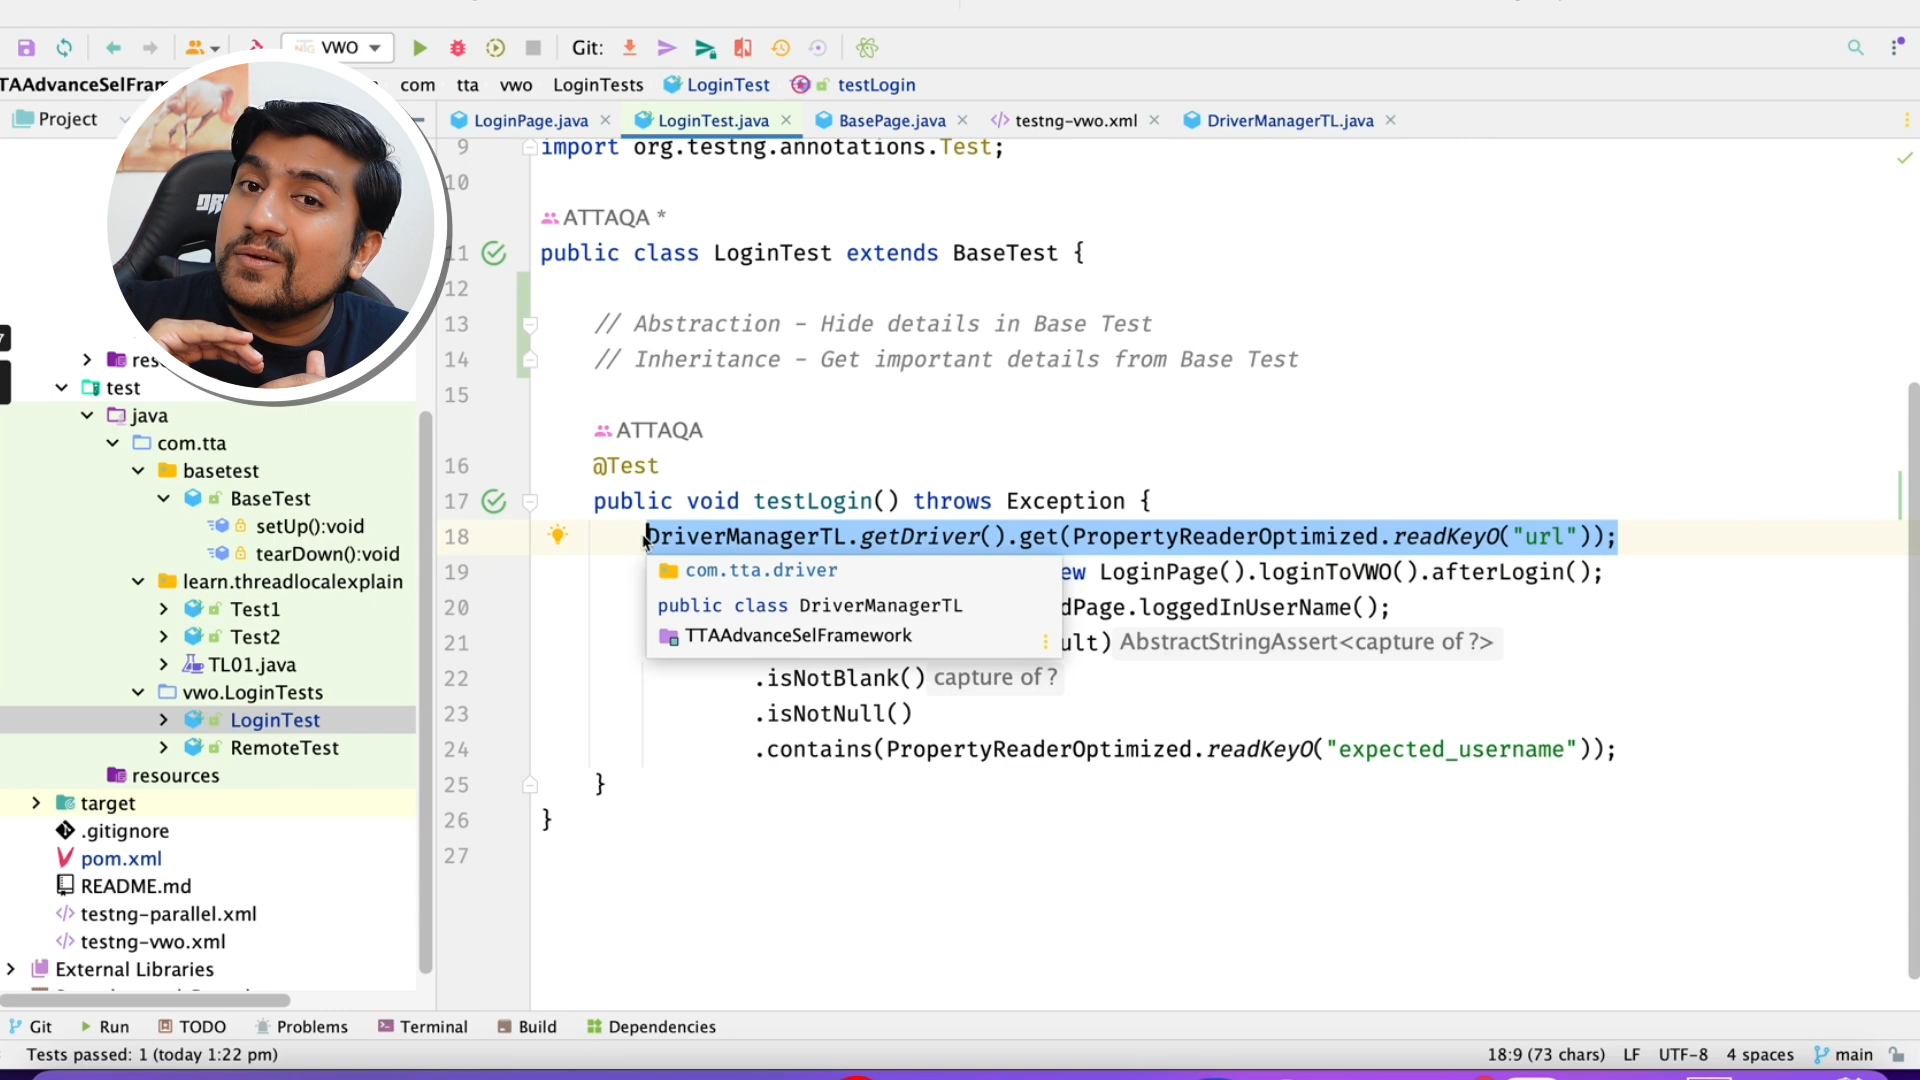 VWO
Git:
TAAdvanceSelFram
com tta vwo LoginTests LoginTest testLogin
Project
LoginPage.java
LoginTest.java
BasePage.java
testng-vwo.xml
DriverManagerTL.java
9 import org.testng.annotations.Test;
10
ATTAQA *
11 public class LoginTest extends BaseTest {
12
13 // Abstraction - Hide details in Base Test
14 // Inheritance - Get important details from Base Test
15
ATTAQA
16 @Test
17 public void testLogin() throws Exception {
18 DriverManagerTL.getDriver().get(PropertyReaderOptimized.readKeyO("url"));
19 ew LoginPage().loginToVWO().afterLogin();
20 dPage.loggedInUserName();
21 ult) AbstractStringAssert<capture of ?>
22 .isNotBlank() capture of ?
23 .isNotNull()
24 .contains(PropertyReaderOptimized.readKeyO("expected_username"));
25 }
26 }
27
com.tta.driver
public class DriverManagerTL
TTAAdvanceSelFramework
res
test
java
com.tta
basetest
BaseTest
setUp():void
tearDown():void
learn.threadlocalexplain
Test1
Test2
TL01.java
vwo.LoginTests
LoginTest
RemoteTest
resources
target
.gitignore
pom.xml
README.md
testng-parallel.xml
testng-vwo.xml
External Libraries
Git Run TODO Problems Terminal Build Dependencies
Tests passed: 1 (today 1:22 pm)
18:9 (73 chars) LF UTF-8 4 spaces main